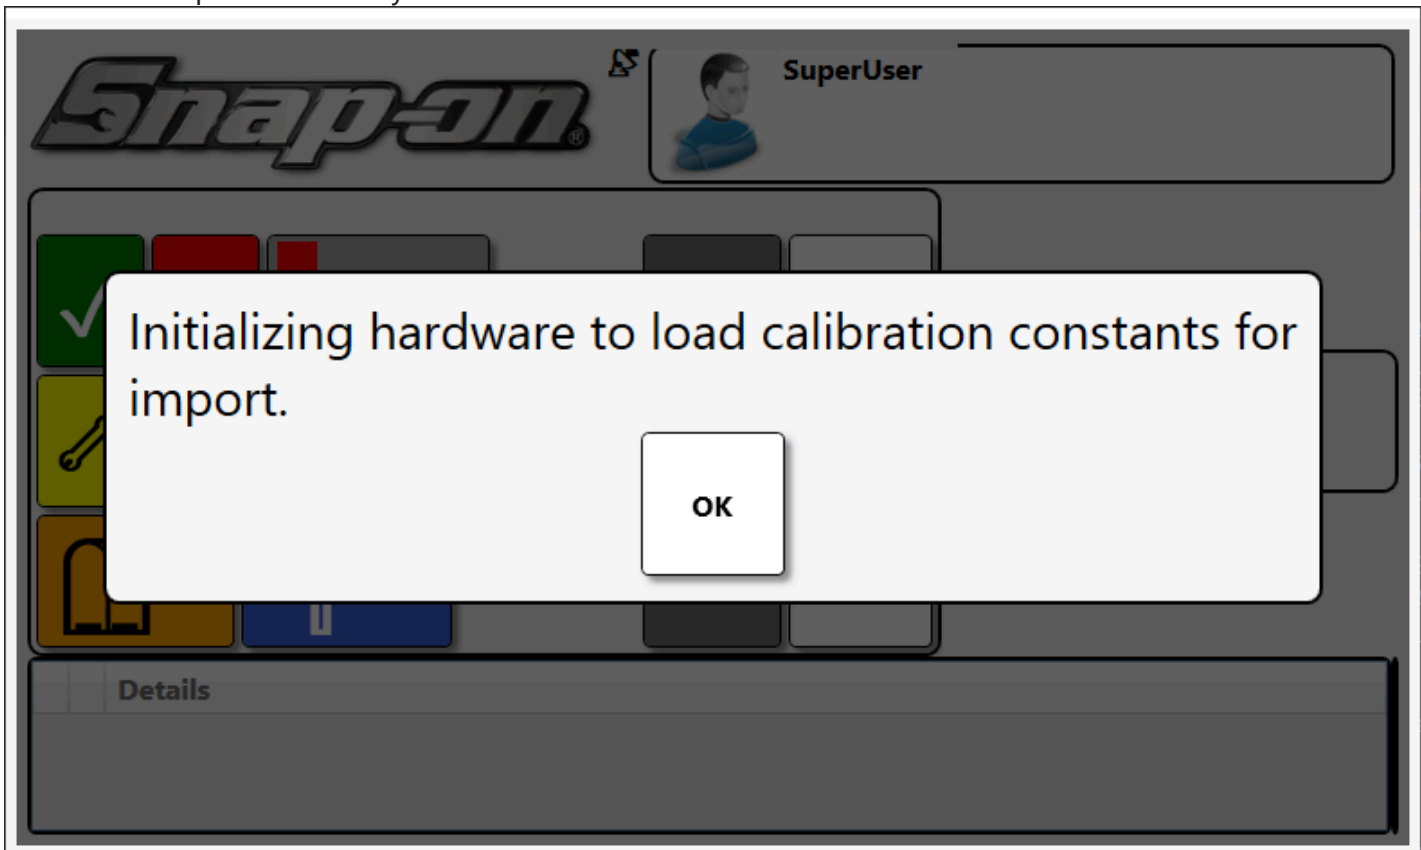 Snap-on®
SuperUser
Initializing hardware to load calibration constants for
import.
OK
Details